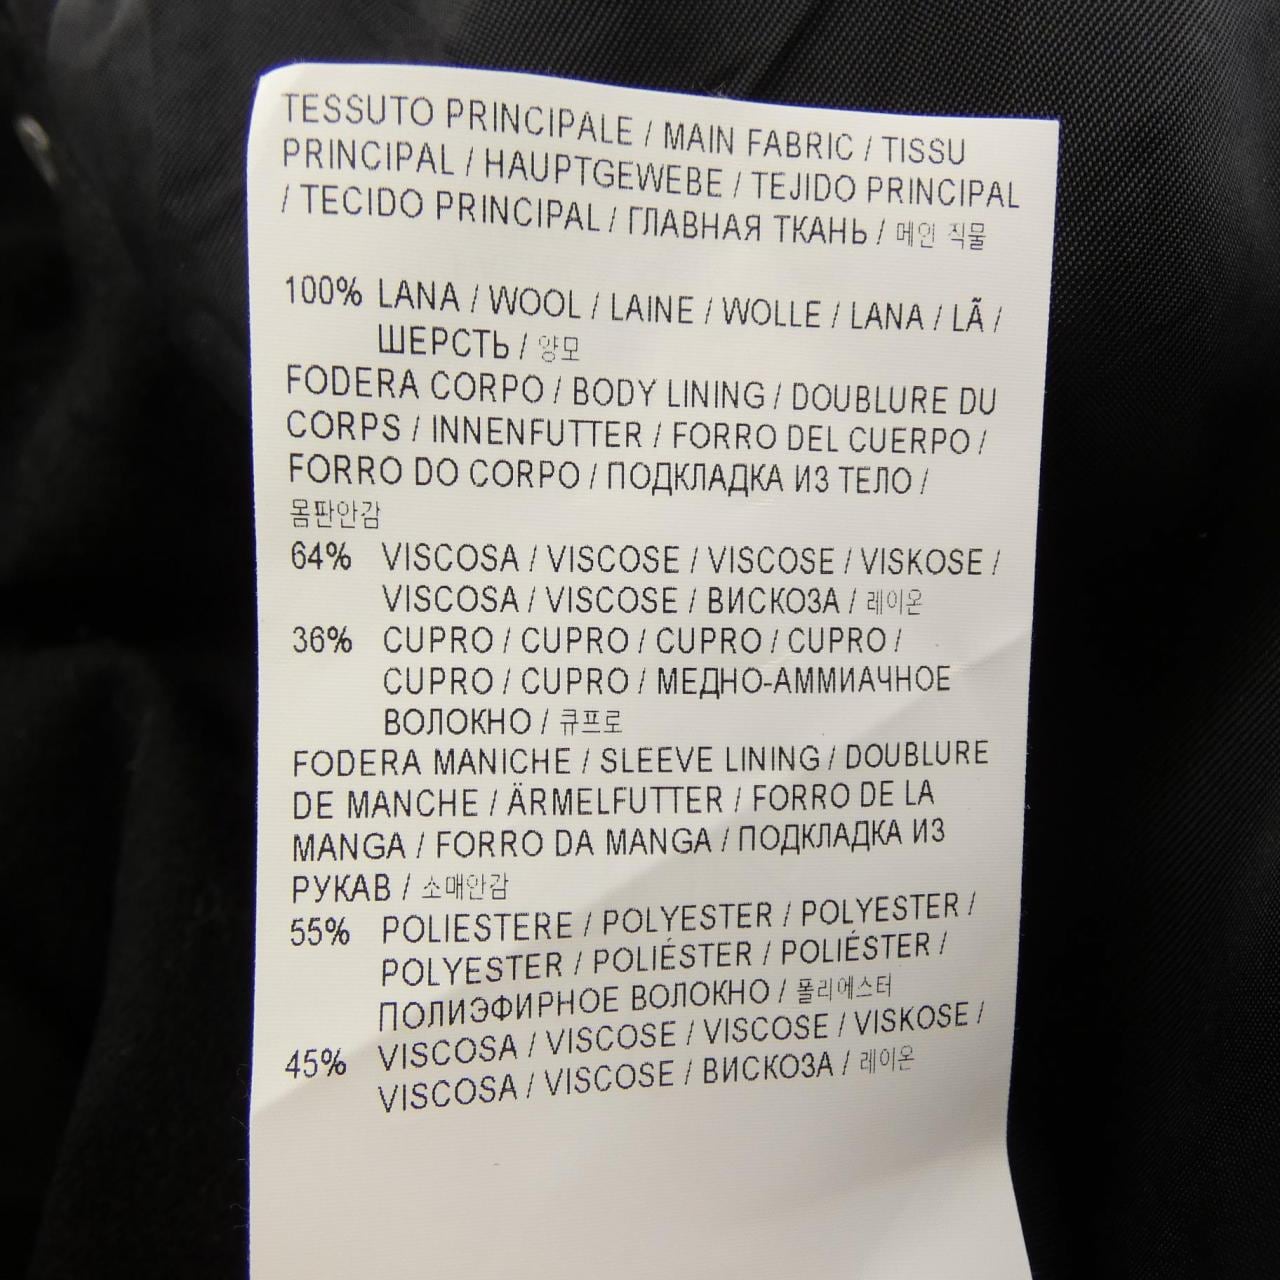 TESSUTO PRINCIPALE / MAIN FABRIC / TISSU
PRINCIPAL / HAUPTGEWEBE / TEJIDO PRINCIPAL
/ TECIDO PRINCIPAL / ГЛАВНАЯ ТКАНЬ / 메인 직물
100% LANA / WOOL / LAINE / WOLLE / LANA / LÃ /
ШЕРСТЬ / 양모
FODERA CORPO / BODY LINING / DOUBLURE DU
CORPS / INNENFUTTER / FORRO DEL CUERPO /
FORRO DO CORPO / ПОДКЛАДКА ИЗ ТЕЛО /
몸판안감
64% VISCOSA / VISCOSE / VISCOSE / VISKOSE /
VISCOSA / VISCOSE / ВИСКОЗА / 레이온
36% CUPRO / CUPRO / CUPRO / CUPRO /
CUPRO / CUPRO / МЕДНО-АММИАЧНОЕ
ВОЛОКНО / 큐프로
FODERA MANICHE / SLEEVE LINING / DOUBLURE
DE MANCHE / ÄRMELFUTTER / FORRO DE LA
MANGA / FORRO DA MANGA / ПОДКЛАДКА ИЗ
РУКАВ / 소매안감
55% POLIESTERE / POLYESTER / POLYESTER /
POLYESTER / POLIÉSTER / POLIÉSTER /
ПОЛИЭФИРНОЕ ВОЛОКНО / 폴리에스터
45% VISCOSA / VISCOSE / VISCOSE / VISKOSE /
VISCOSA / VISCOSE / ВИСКОЗА / 레이온